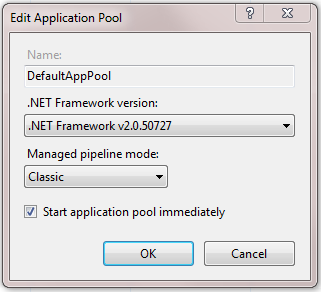 Edit Application Pool
?
Name:
DefaultAppPool
.NET Framework version:
.NET Framework v2.0.50727
Managed pipeline mode:
Classic
Start application pool immediately
OK Cancel